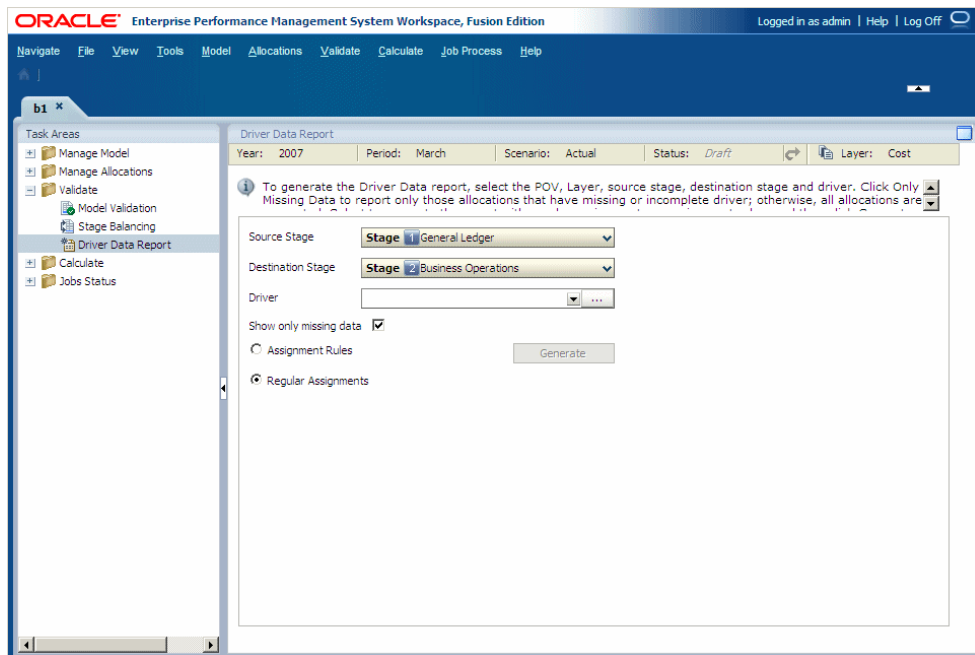 ORACLE Enterprise Performance Management System Workspace, Fusion Edition
Logged in as admin | Help | Log Off
Navigate File View Tools Model Allocations Validate Calculate Job Process Help
b1
Task Areas
Manage Model
Manage Allocations
Validate
Model Validation
Stage Balancing
Driver Data Report
Calculate
Jobs Status
Driver Data Report
Year: 2007 Period: March Scenario: Actual Status: Draft Layer: Cost
To generate the Driver Data report, select the POV, Layer, source stage, destination stage and driver. Click Only
Missing Data to report only those allocations that have missing or incomplete driver; otherwise, all allocations are
Source Stage Stage 1 General Ledger
Destination Stage Stage 2 Business Operations
Driver ...
Show only missing data
Assignment Rules
Generate
Regular Assignments